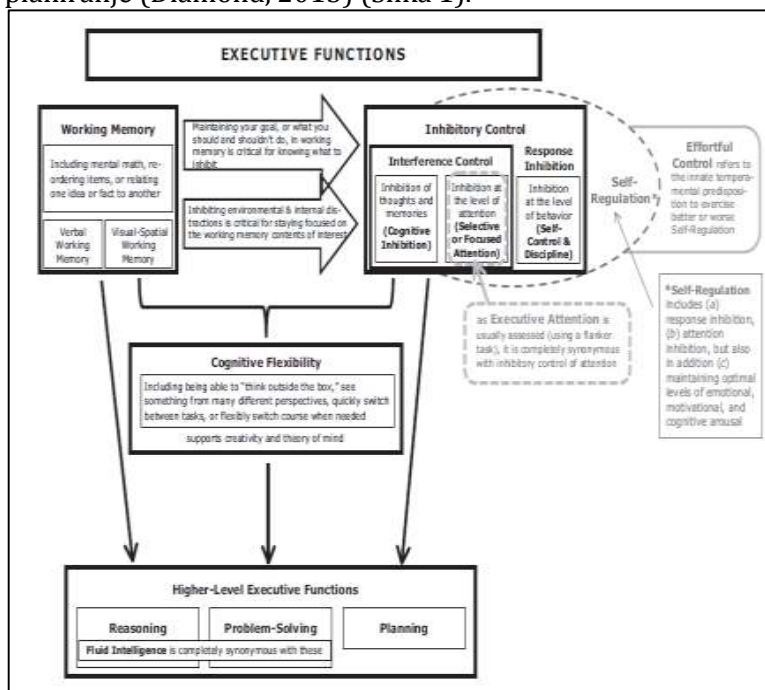 planiranje (Diamond, 2013) (Slika 1).
EXECUTIVE FUNCTIONS
Working Memory
Including mental math, re-
ordering items, or relating
one idea or fact to another
Verbal
Working
Memory
Visual-Spatial
Working
Memory
Maintaining your goal, or what you
should and shouldn't do, in working
memory is critical for knowing what to
inhibit
Inhibiting environmental & internal dis-
tractions is critical for staying focused on
the working memory contents of interest
Inhibitory Control
Interference Control
Inhibition of
thoughts and
memories
(Cognitive
Inhibition)
Inhibition at
the level of
attention
(Selective
or Focused
Attention)
Response
Inhibition
Inhibition
at the level
of behavior
(Self-
Control &
Discipline)
Self-
Regulation*
Effortful
Control refers to
the innate tempera-
mental predisposi-
tion to exercise
better or worse
Self-Regulation
as Executive Attention is
usually assessed (using a flanker
task), it is completely synonymous
with inhibitory control of attention
*Self-Regulation
includes (a)
response inhibition,
(b) attention
inhibition, but also
in addition (c)
maintaining optimal
levels of emotional,
motivational, and
cognitive arousal
Cognitive Flexibility
Including being able to "think outside the box," see
something from many different perspectives, quickly switch
between tasks, or flexibly switch course when needed
supports creativity and theory of mind
Higher-Level Executive Functions
Reasoning
Problem-Solving
Planning
Fluid Intelligence is completely synonymous with these